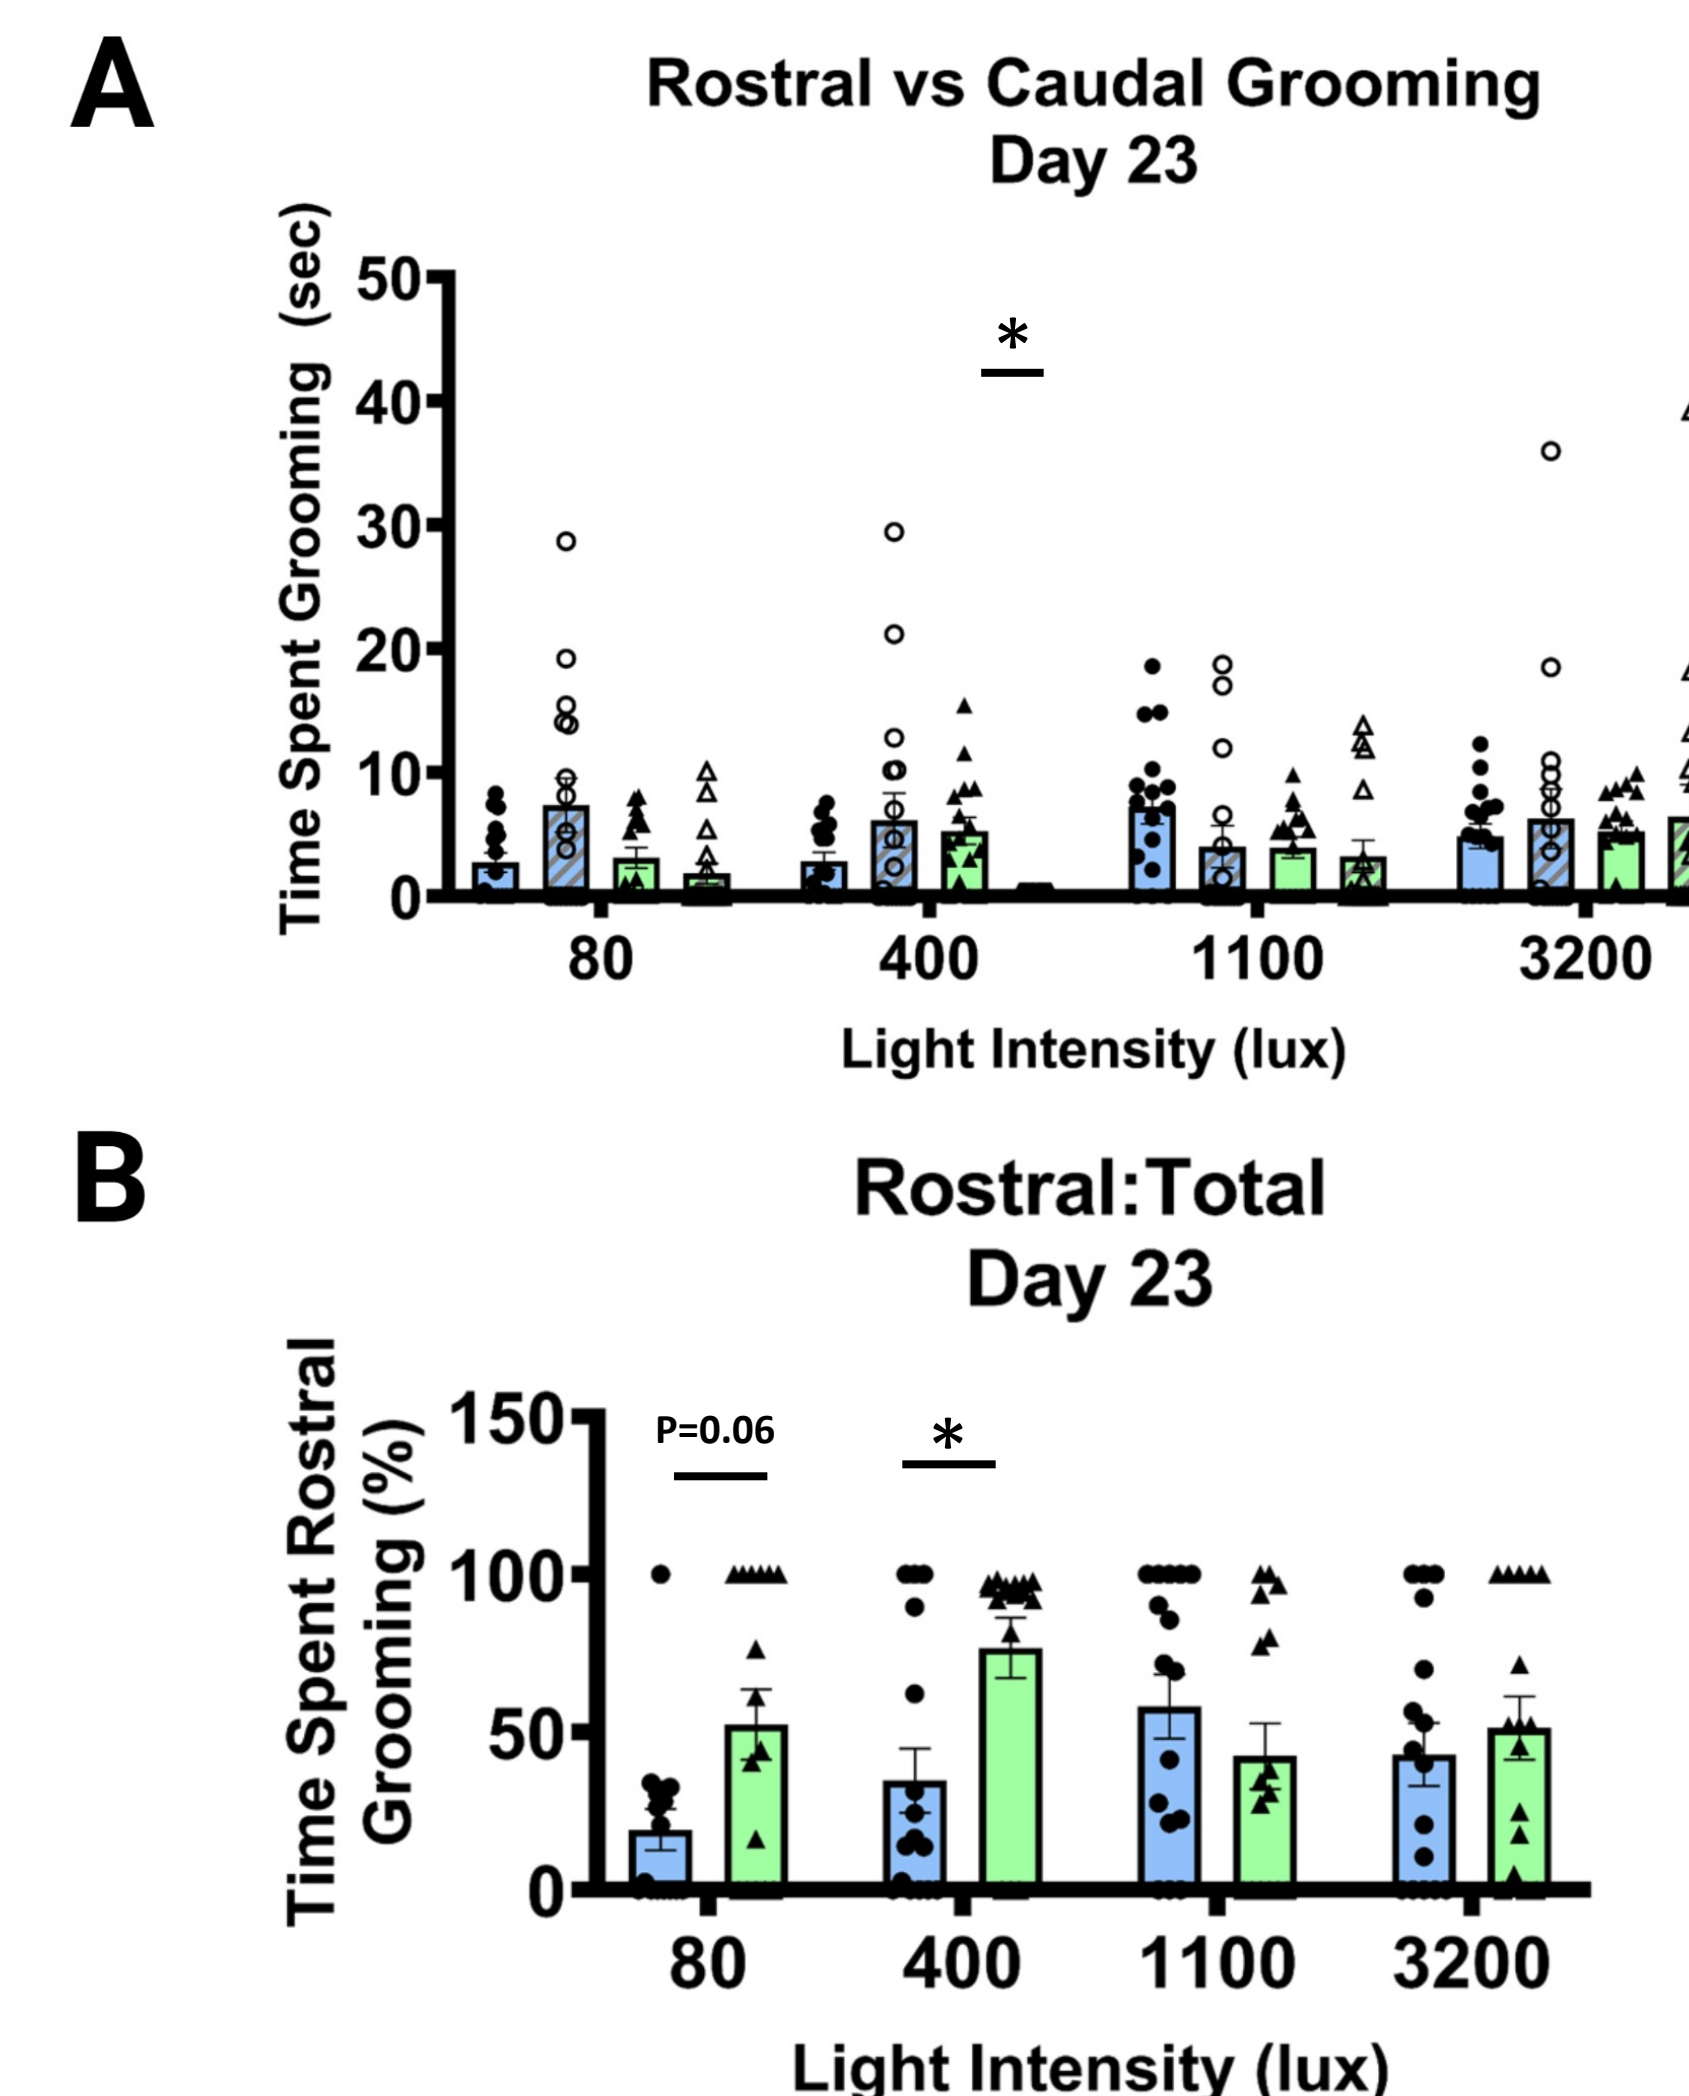 A
Rostral vs Caudal Grooming
Day 23
Time Spent Grooming (sec)
50
40
30
20
10
0
*
80
400
1100
3200
Light Intensity (lux)
B
Rostral:Total
Day 23
Time Spent Rostral
Grooming (%)
150
100
50
0
P=0.06
*
80
400
1100
3200
Light Intensity (lux)